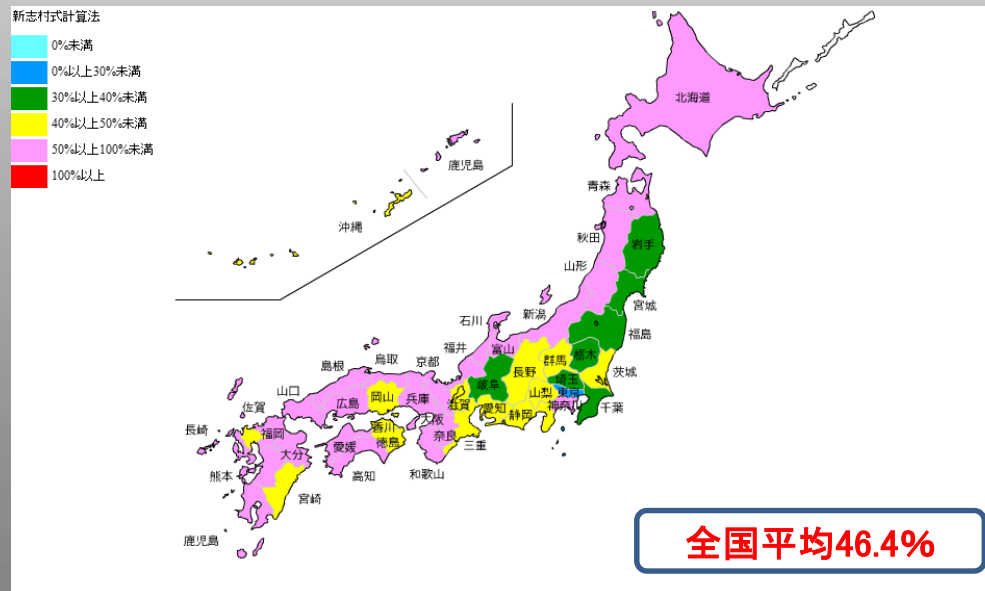 新志村式計算法
0%未満
0%以上30%未満
30%以上40%未満
40%以上50%未満
50%以上100%未満
100%以上
北海道
鹿児島
沖縄
青森
秋田
岩手
山形
宮城
新潟
石川
福島
富山
福井
群馬
栃木
鳥取
京都
島根
長野
茨城
埼玉
岐阜
山口
山梨
東京
岡山
兵庫
広島
滋賀
愛知
神奈川
千葉
佐賀
静岡
大阪
香川
長崎
福岡
奈良
徳島
愛媛
三重
大分
熊本
高知
和歌山
宮崎
鹿児島
全国平均46.4%